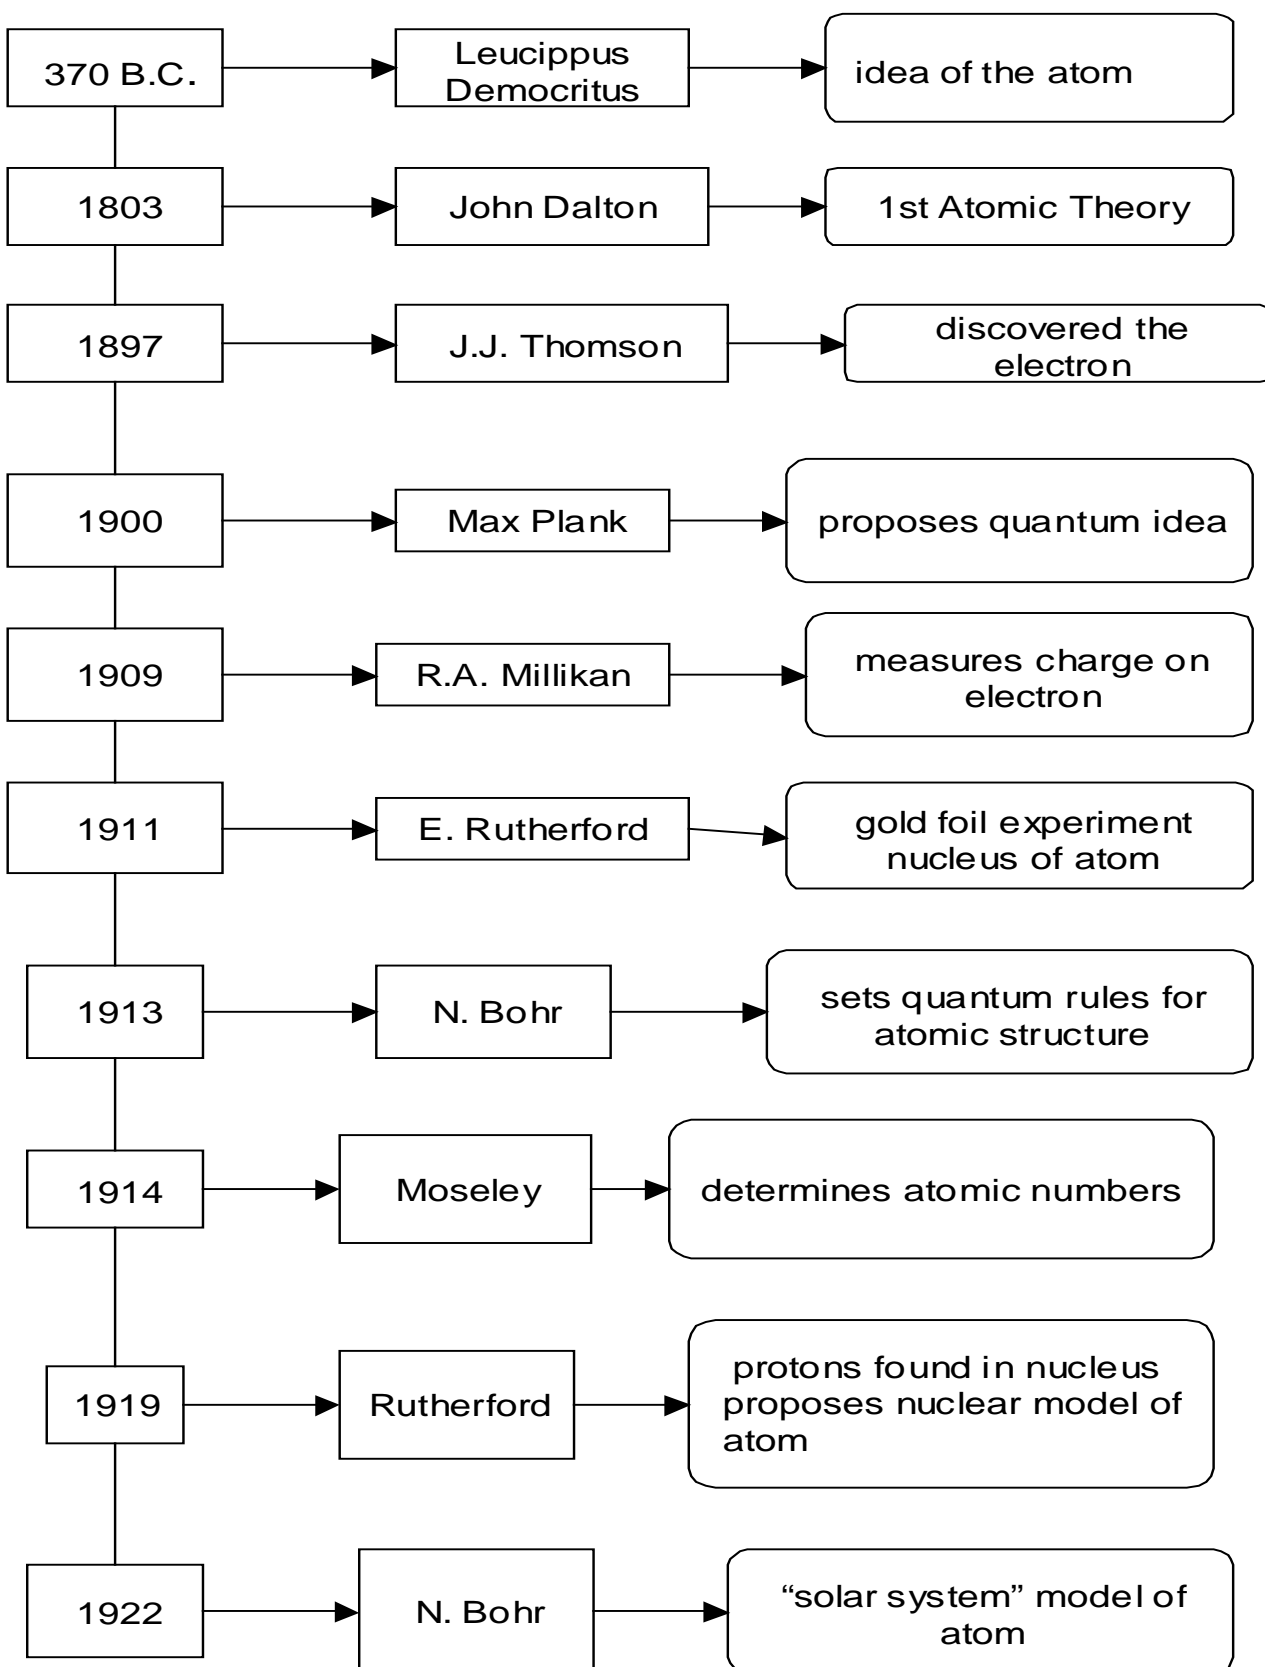 370 B.C.
Leucippus
Democritus
idea of the atom
1803
John Dalton
1st Atomic Theory
1897
J.J. Thomson
discovered the
electron
1900
Max Plank
proposes quantum idea
1909
R.A. Millikan
measures charge on
electron
1911
E. Rutherford
gold foil experiment
nucleus of atom
1913
N. Bohr
sets quantum rules for
atomic structure
1914
Moseley
determines atomic numbers
1919
Rutherford
protons found in nucleus
proposes nuclear model of
atom
1922
N. Bohr
“solar system” model of
atom